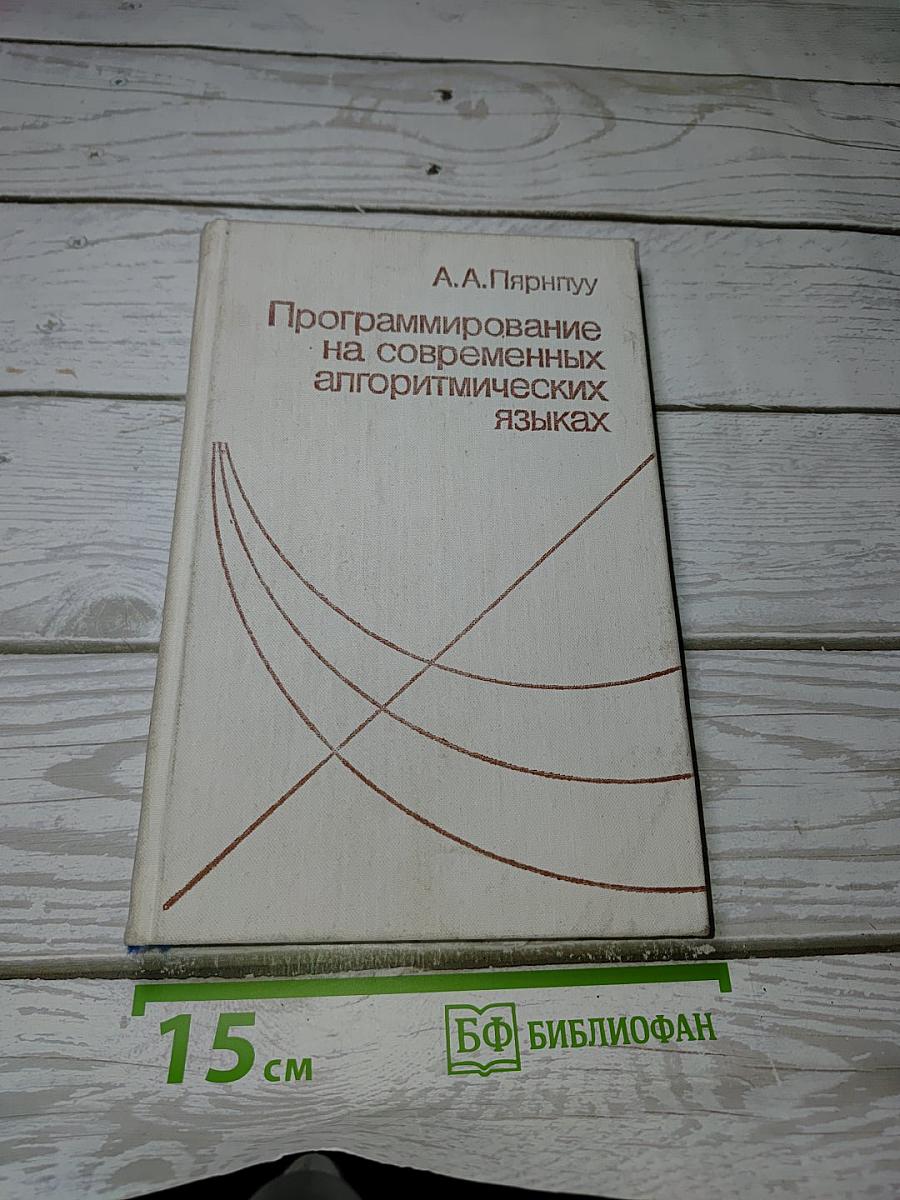 А.А.Пярнпуу
Программирование
на современных
алгоритмических
языках
15 см
БФ БИБЛИОФАН